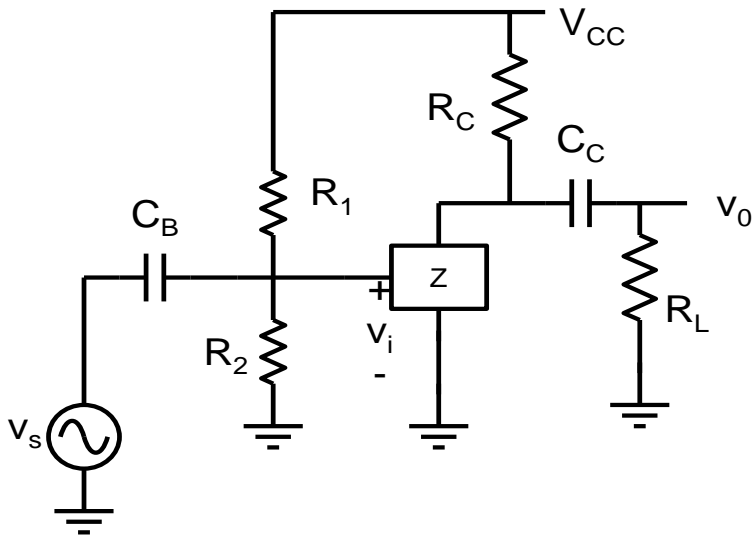 V_CC
R_C
C_C
R_1
C_B
v_0
z
+
v_i
R_2
-
R_L
v_s